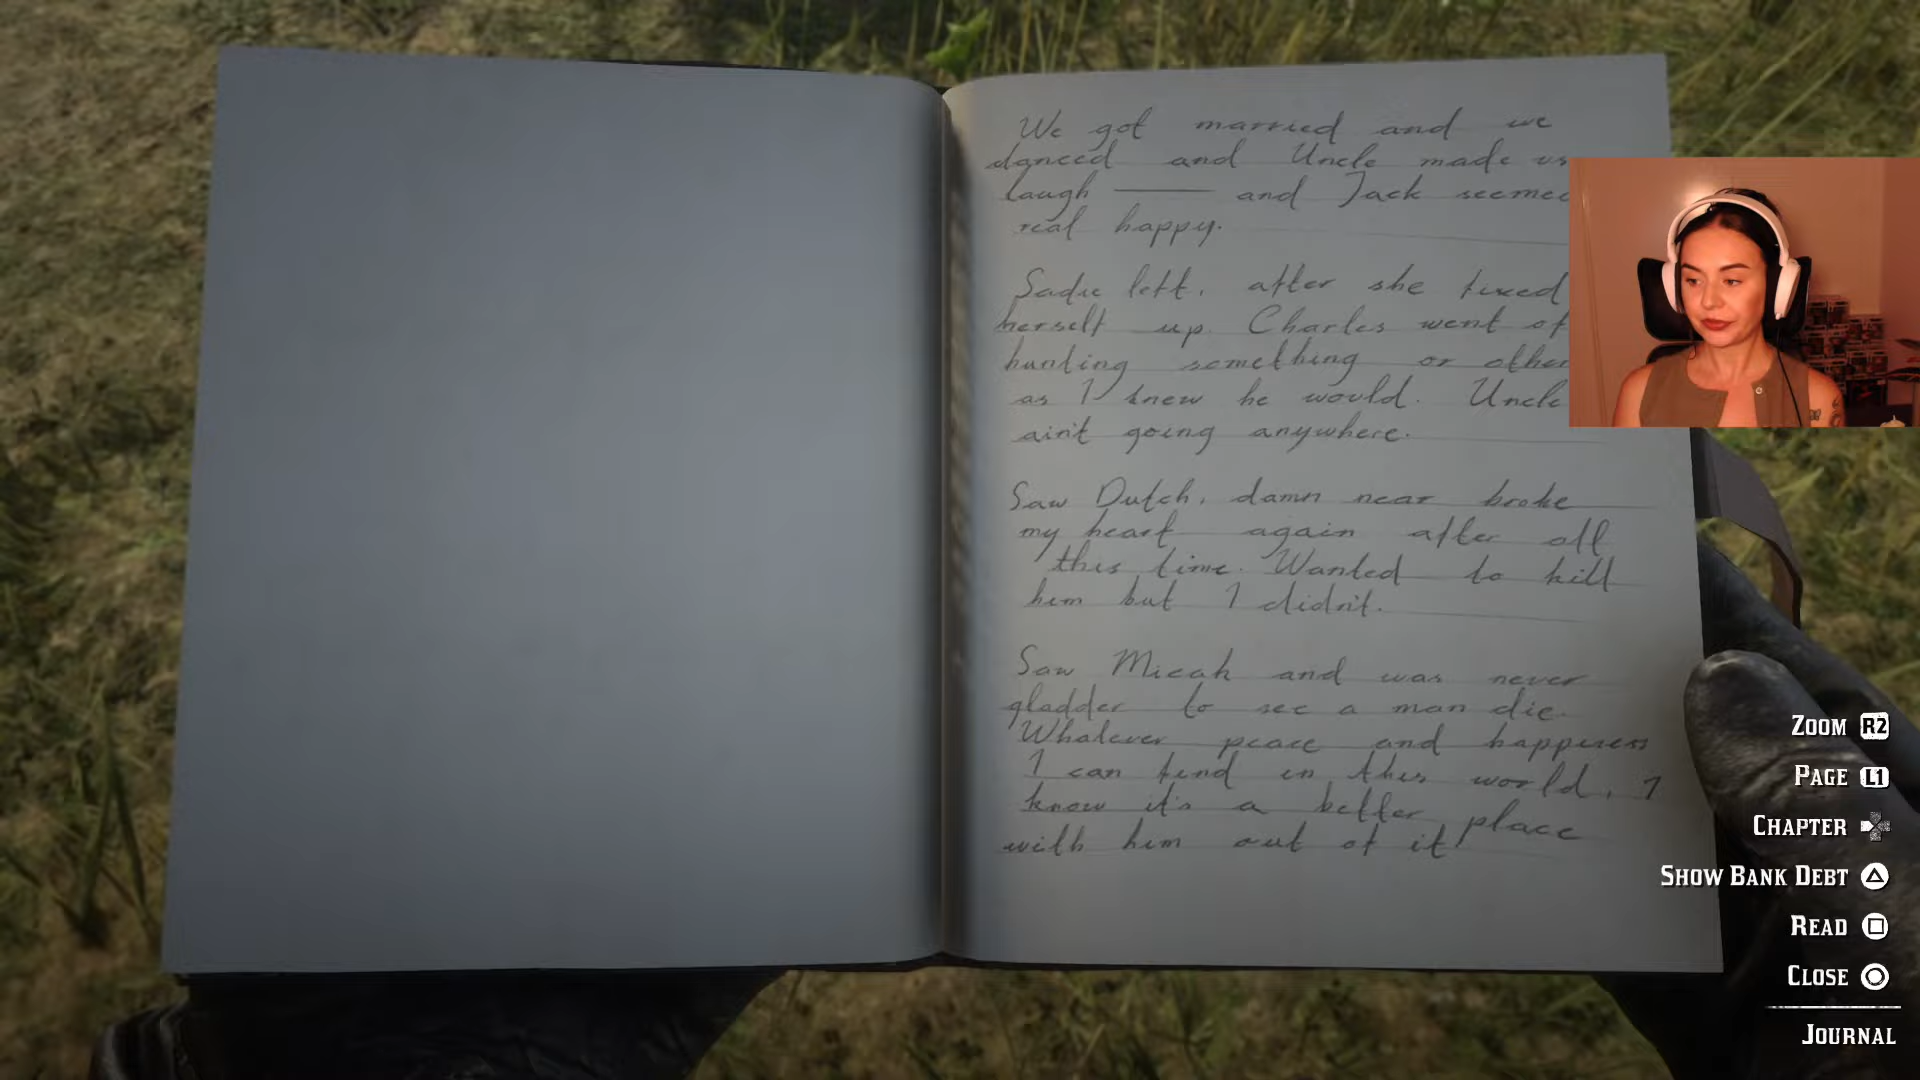 We got married and we
danced and Uncle made us
laugh —— and Jack seemed
real happy.
Sadie left, after she fixed
herself up. Charles went of
hunting something or other
as I knew he would. Uncle
ain't going anywhere.
Saw Dutch, damn near broke
my heart again after all
this time. Wanted to kill
him but I didn't.
Saw Micah and was never
gladder to see a man die.
Whatever peace and happiness
I can find in this world, I
know it's a better place
with him out of it!
ZOOM R2
PAGE L1
CHAPTER
SHOW BANK DEBT
READ
CLOSE
JOURNAL